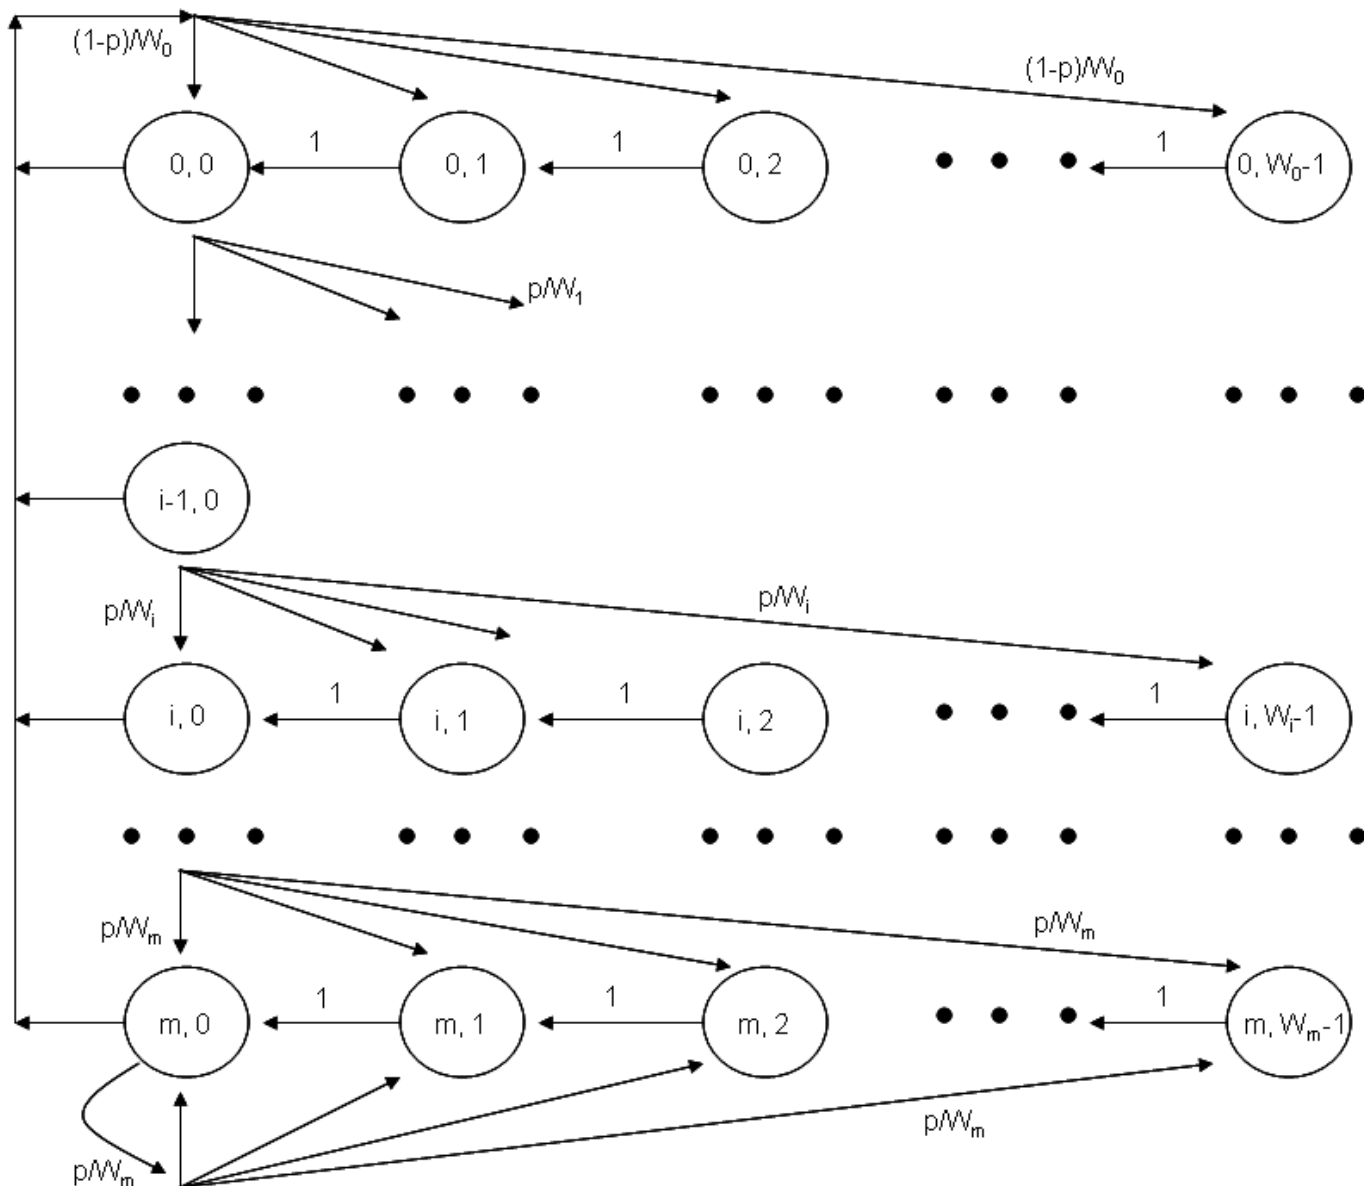 (1-p)/W₀
(1-p)/W₀
1 1 1
0, 0 0, 1 0, 2 0, W₀-1
p/W₁
i-1, 0
p/Wᵢ p/Wᵢ
1 1 1
i, 0 i, 1 i, 2 i, Wᵢ-1
p/Wₘ p/Wₘ
1 1 1
m, 0 m, 1 m, 2 m, Wₘ-1
p/Wₘ
p/Wₘ